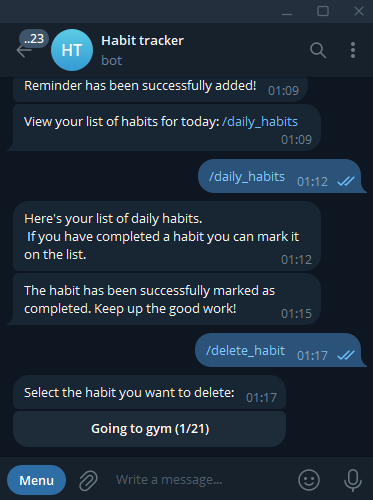 ..23
HT
Habit tracker
bot
Reminder has been successfully added!
01:09
View your list of habits for today: /daily_habits
01:09
/daily_habits
01:12
Here's your list of daily habits.
If you have completed a habit you can mark it
on the list.
01:12
The habit has been successfully marked as
completed. Keep up the good work!
01:15
/delete_habit
01:17
Select the habit you want to delete:
01:17
Going to gym (1/21)
Menu
Write a message...